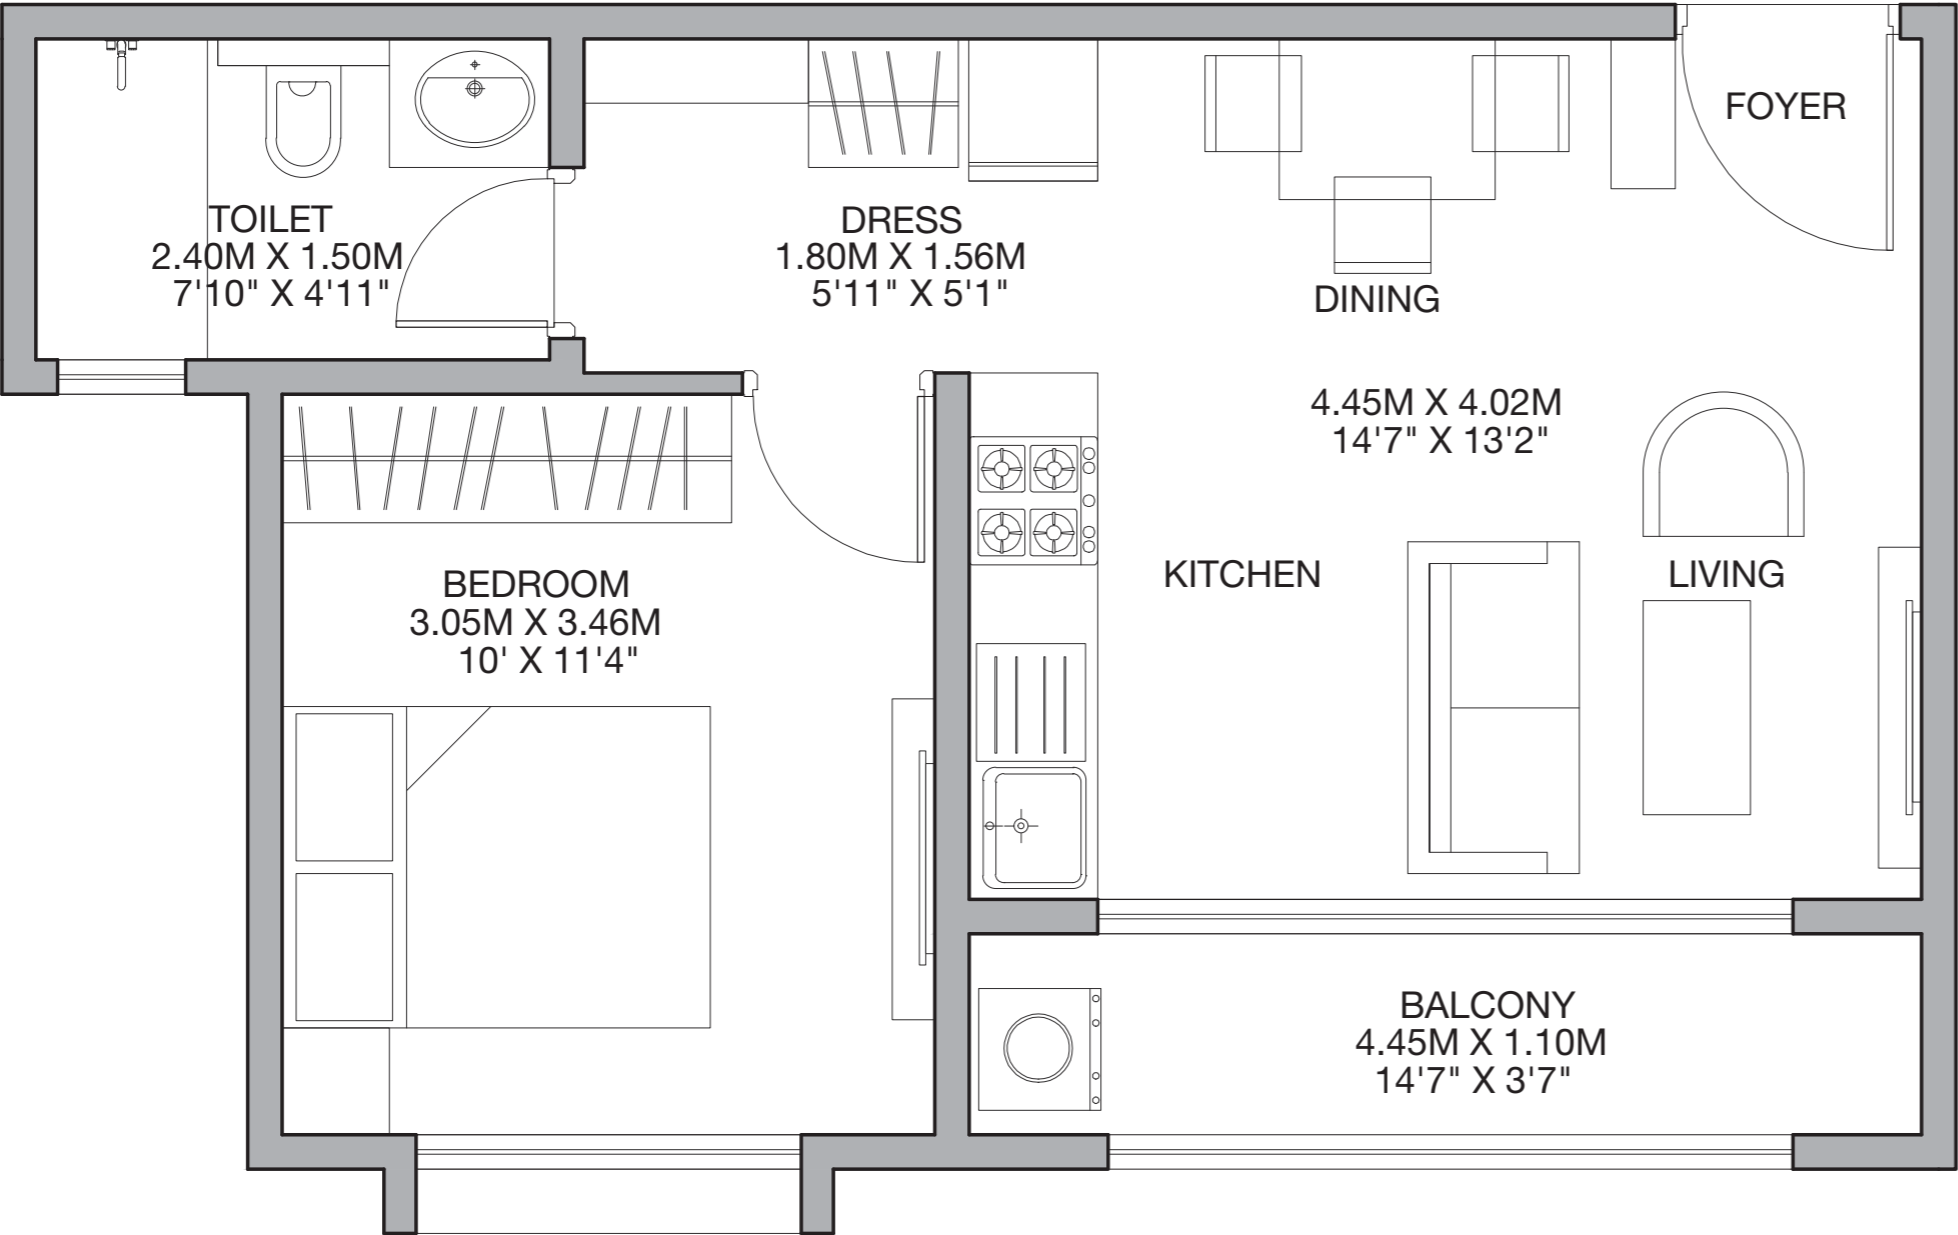 FOYER
TOILET
2.40M X 1.50M
7'10" X 4'11"
DRESS
1.80M X 1.56M
5'11" X 5'1"
DINING
4.45M X 4.02M
14'7" X 13'2"
KITCHEN
LIVING
BEDROOM
3.05M X 3.46M
10' X 11'4"
BALCONY
4.45M X 1.10M
14'7" X 3'7"